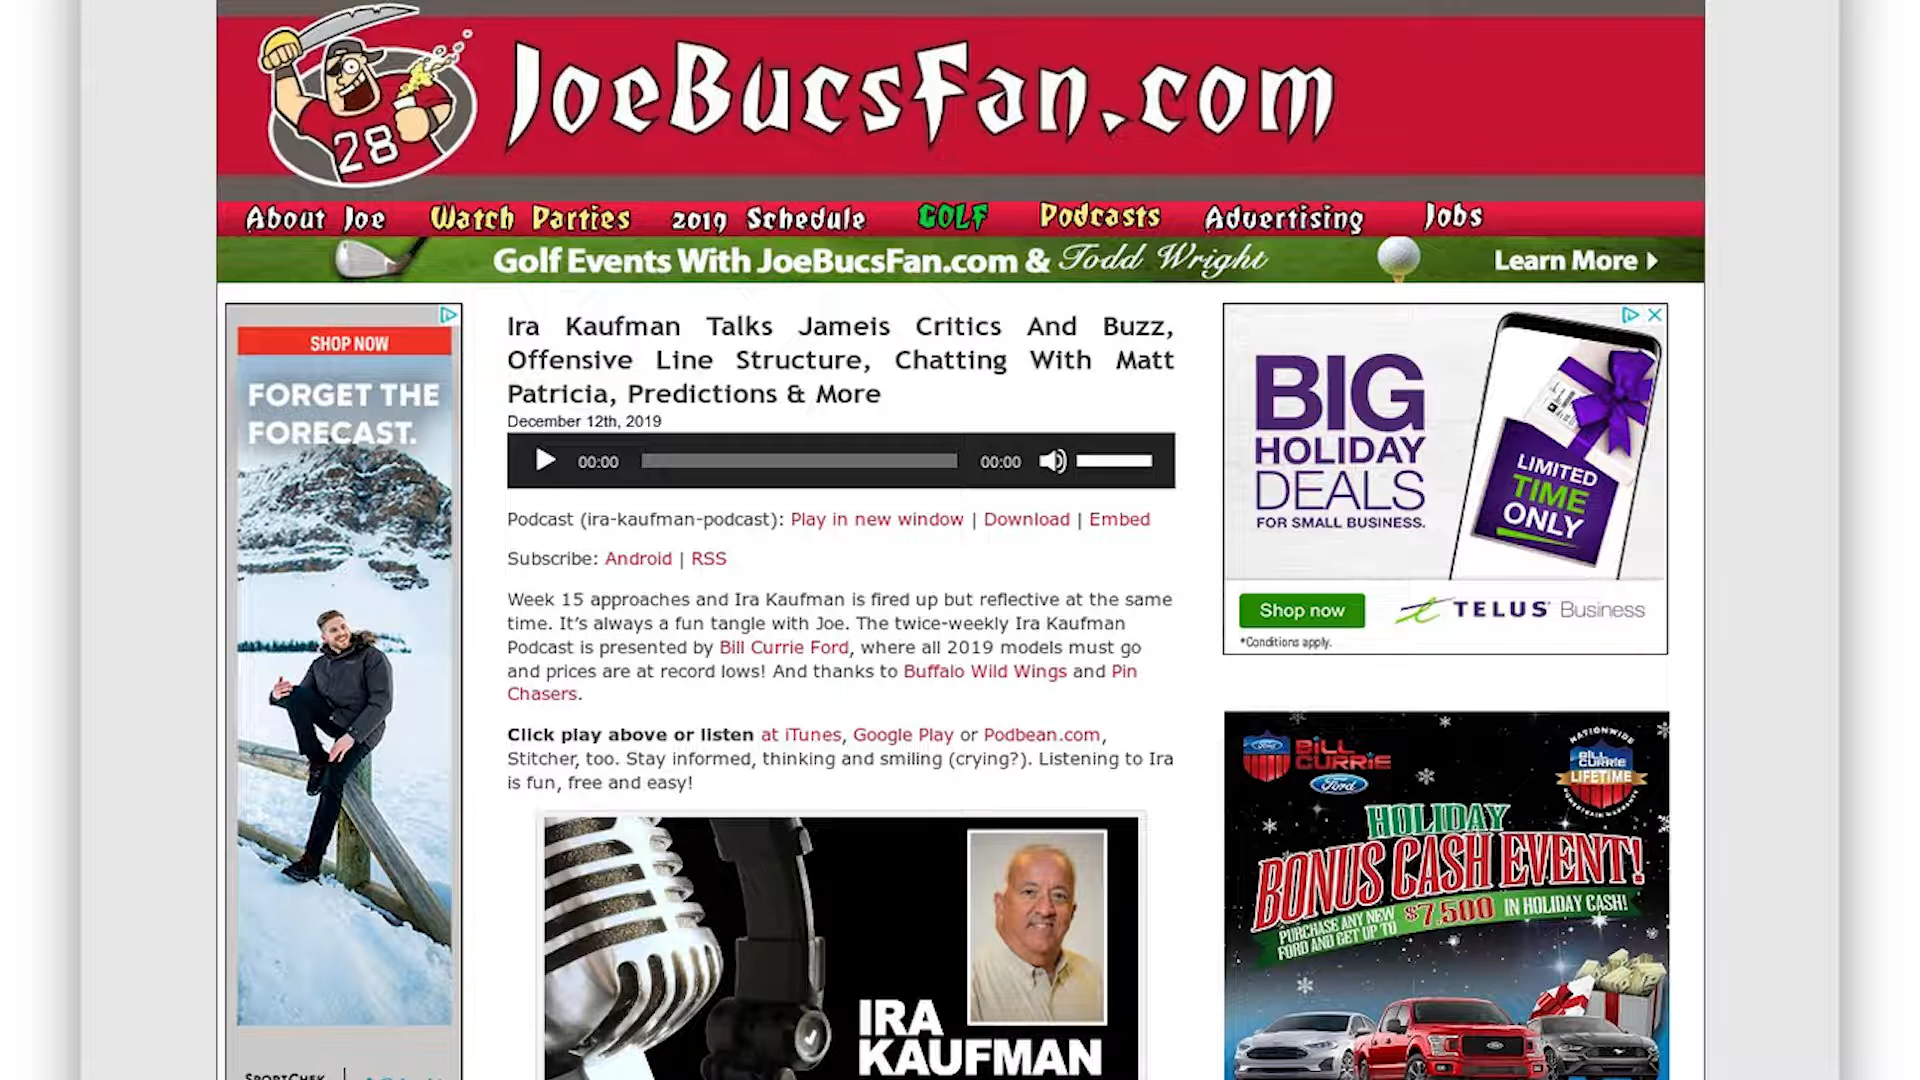 28
JoeBucsFan.com
About Joe Watch Parties 2019 Schedule GOLF Podcasts Advertising Jobs
Golf Events With JoeBucsFan.com & Todd Wright Learn More
SHOP NOW
FORGET THE
FORECAST.
SPORTCHEK
Ira Kaufman Talks Jameis Critics And Buzz,
Offensive Line Structure, Chatting With Matt
Patricia, Predictions & More
December 12th, 2019
00:00 00:00
Podcast (ira-kaufman-podcast): Play in new window | Download | Embed
Subscribe: Android | RSS
Week 15 approaches and Ira Kaufman is fired up but reflective at the same
time. It’s always a fun tangle with Joe. The twice-weekly Ira Kaufman
Podcast is presented by Bill Currie Ford, where all 2019 models must go
and prices are at record lows! And thanks to Buffalo Wild Wings and Pin
Chasers.
Click play above or listen at iTunes, Google Play or Podbean.com,
Stitcher, too. Stay informed, thinking and smiling (crying?). Listening to Ira
is fun, free and easy!
IRA
KAUFMAN
BIG
HOLIDAY
DEALS
FOR SMALL BUSINESS.
LIMITED
TIME
ONLY
Shop now
TELUS Business
*Conditions apply.
Ford
BILL
CURRIE
Ford
NATIONWIDE
BILL
CURRIE
LIFETIME
POWERTRAIN WARRANTY
HOLIDAY
BONUS CASH EVENT!
PURCHASE ANY NEW
FORD AND GET UP TO
$7,500 IN HOLIDAY CASH!